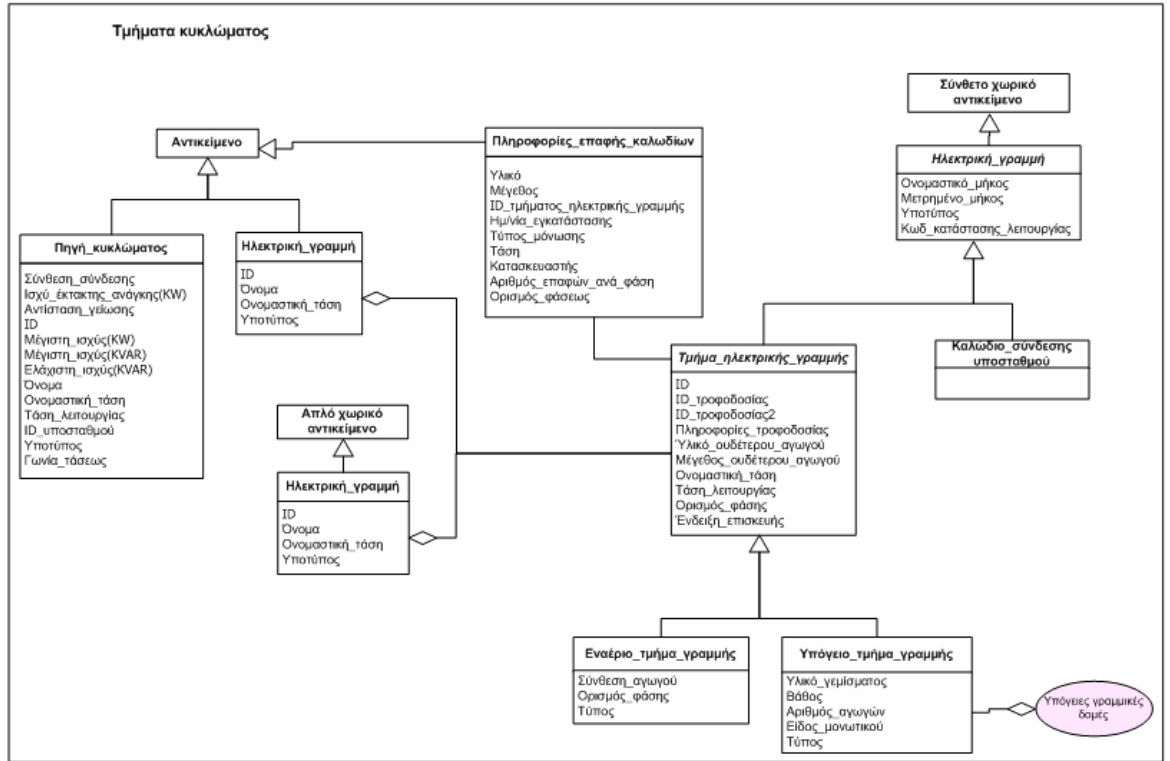 Τμήματα κυκλώματος
Σύνθετο χωρικό
αντικείμενο
Αντικείμενο
Πληροφορίες_επαφής_καλωδίων
Υλικό
Μέγεθος
ID_τμήματος_ηλεκτρικής_γραμμής
Ημ/νία_εγκατάστασης
Τύπος_μόνωσης
Τάση
Κατασκευαστής
Αριθμός_επαφών_ανά_φάση
Ορισμός_φάσεως
Ηλεκτρική_γραμμή
Ονομαστικό_μήκος
Μετρημένο_μήκος
Υποτύπος
Κωδ_κατάστασης_λειτουργίας
Πηγή_κυκλώματος
Σύνθεση_σύνδεσης
Ισχύ_έκτακτης_ανάγκης(KW)
Αντίσταση_γείωσης
ID
Μέγιστη_ισχύς(KW)
Μέγιστη_ισχύς(KVAR)
Ελάχιστη_ισχύς(KVAR)
Όνομα
Ονομαστική_τάση
Τάση_λειτουργίας
ID_υποσταθμού
Υποτύπος
Γωνία_τάσεως
Ηλεκτρική_γραμμή
ID
Όνομα
Ονομαστική_τάση
Υποτύπος
Τμήμα_ηλεκτρικής_γραμμής
ID
ID_τροφοδοσίας
ID_τροφοδοσίας2
Πληροφορίες_τροφοδοσίας
Υλικό_ουδέτερου_αγωγού
Μέγεθος_ουδέτερου_αγωγού
Ονομαστική_τάση
Τάση_λειτουργίας
Ορισμός_φάσης
Ένδειξη_επισκευής
Καλώδιο_σύνδεσης
υποσταθμού
Απλό χωρικό
αντικείμενο
Ηλεκτρική_γραμμή
ID
Όνομα
Ονομαστική_τάση
Υποτύπος
Εναέριο_τμήμα_γραμμής
Σύνθεση_αγωγού
Ορισμός_φάσης
Τύπος
Υπόγειο_τμήμα_γραμμής
Υλικό_γεμίσματος
Βάθος
Αριθμός_αγωγών
Είδος_μονωτικού
Τύπος
Υπόγειες γραμμικές
δομές